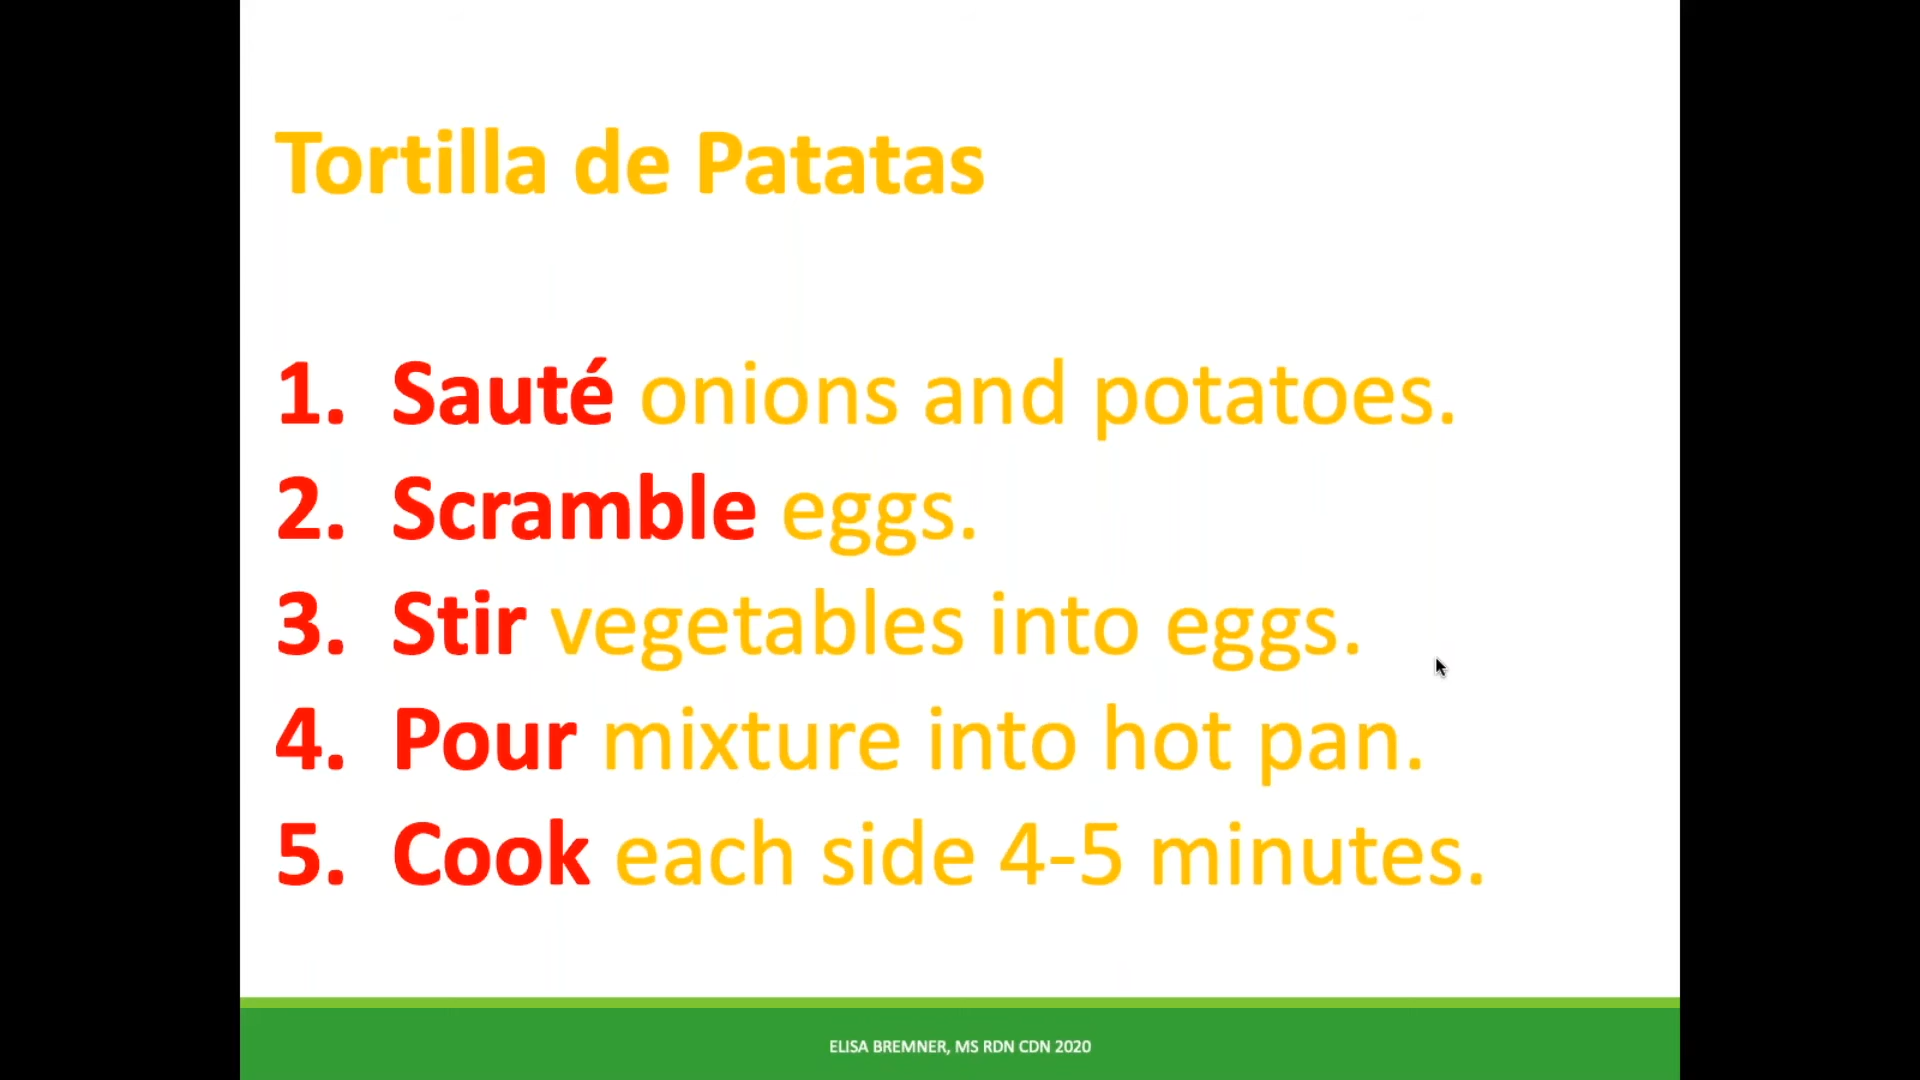 Tortilla de Patatas
1. Sauté onions and potatoes.
2. Scramble eggs.
3. Stir vegetables into eggs.
4. Pour mixture into hot pan.
5. Cook each side 4-5 minutes.
ELISA BREMNER, MS RDN CDN 2020